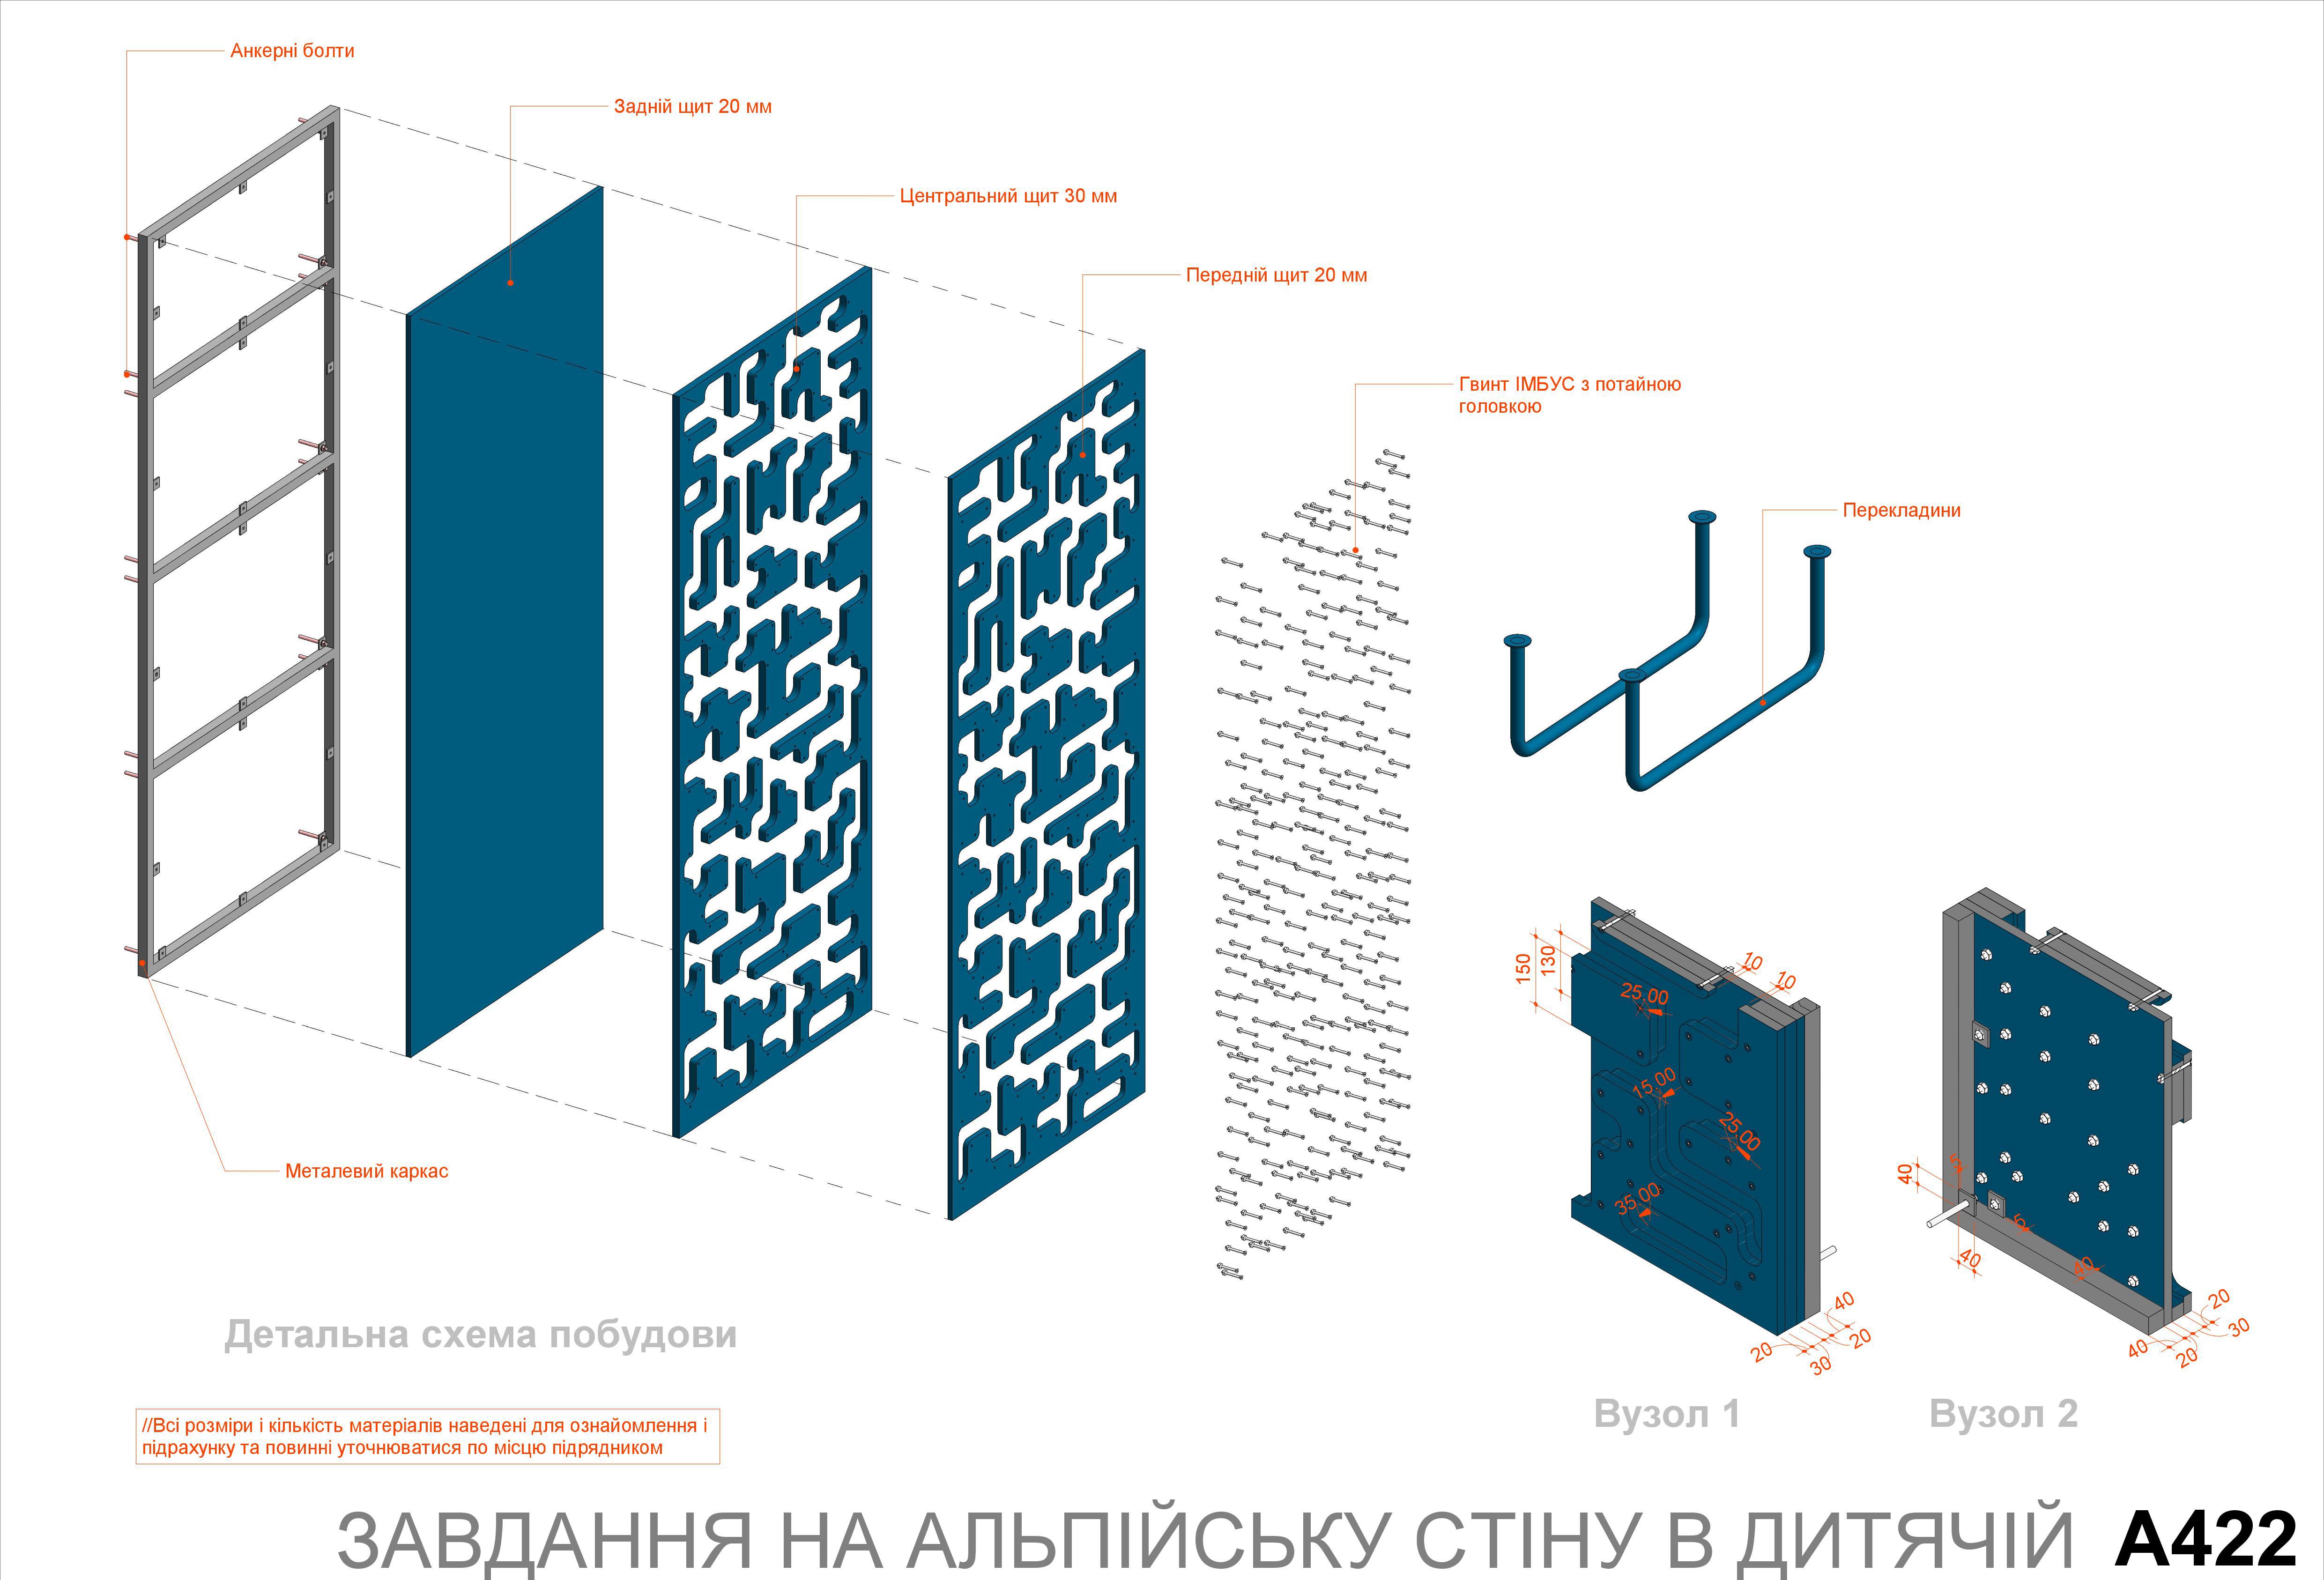 Анкерні болти
Задній щит 20 мм
Центральний щит 30 мм
Передній щит 20 мм
Гвинт ІМБУС з потайною
головкою
Перекладини
Металевий каркас
150
130
10
10
25.00
15.00
25.00
35.00
40
20
30
20
40
5
40
5
40
20
30
40
20
Детальна схема побудови
Вузол 1
Вузол 2
//Всі розміри і кількість матеріалів наведені для ознайомлення і
підрахунку та повинні уточнюватися по місцю підрядником
ЗАВДАННЯ НА АЛЬПІЙСЬКУ СТІНУ В ДИТЯЧІЙ A422